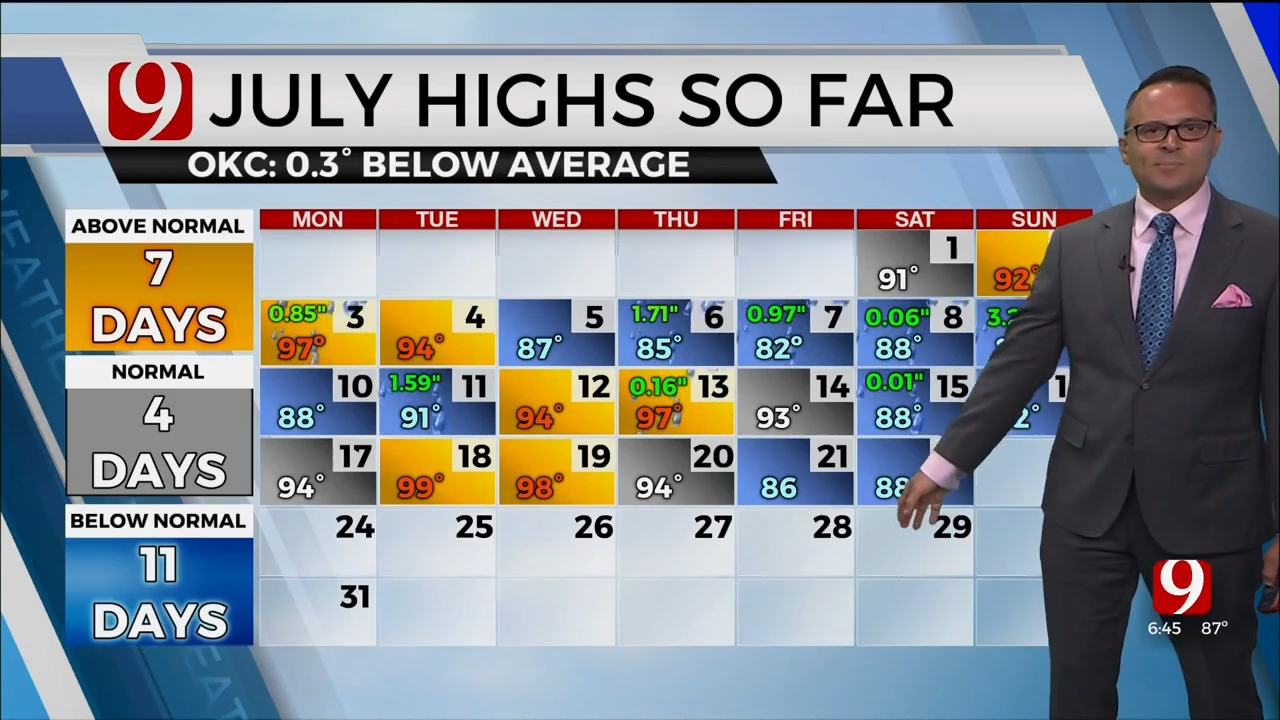 9 JULY HIGHS SO FAR
OKC: 0.3° BELOW AVERAGE
ABOVE NORMAL
7
DAYS
NORMAL
4
DAYS
BELOW NORMAL
11
DAYS
MON TUE WED THU FRI SAT SUN
1
91° 92°
0.85" 3 4 5 1.71" 6 0.97" 7 0.06" 8
97° 94° 87° 85° 82° 88°
10 1.59" 11 12 0.16" 13 14 0.01" 15
88° 91° 94° 97° 93° 88°
17 18 19 20 21
94° 99° 98° 94° 86 88
24 25 26 27 28 29
31
9
6:45 87°